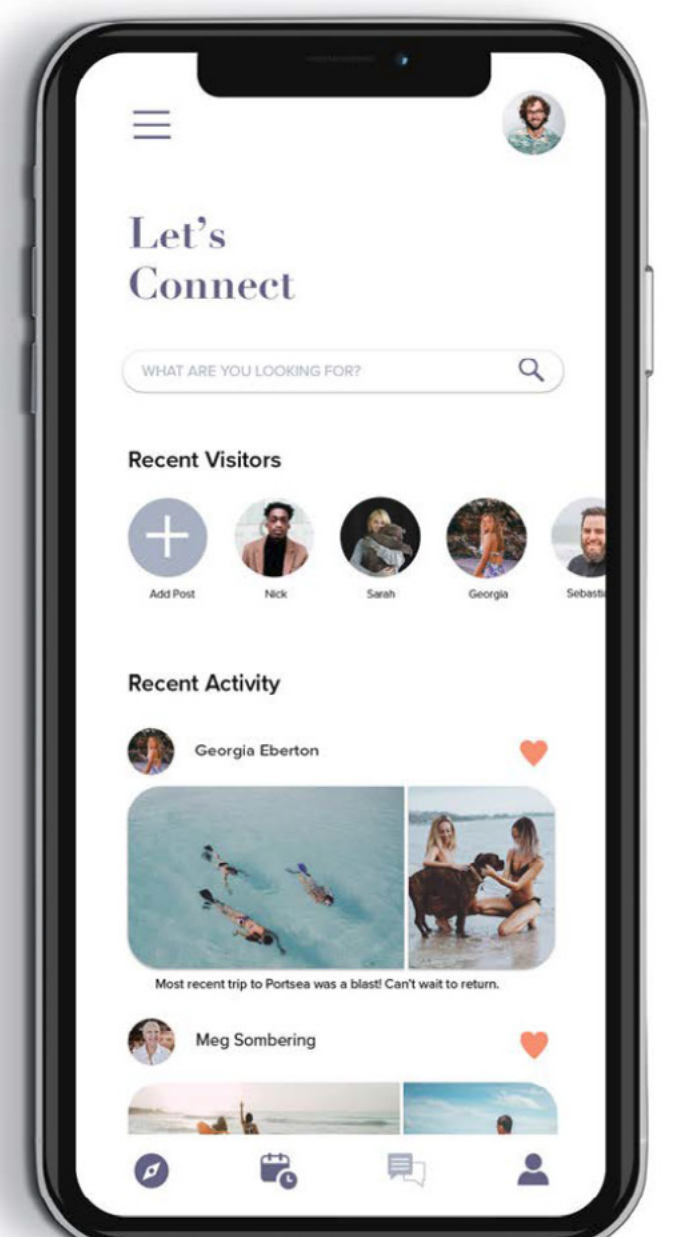 Let's
Connect
WHAT ARE YOU LOOKING FOR?
Recent Visitors
Add Post
Nick
Sarah
Georgia
Sebasti
Recent Activity
Georgia Eberton
Most recent trip to Portsea was a blast! Can't wait to return.
Meg Sombering